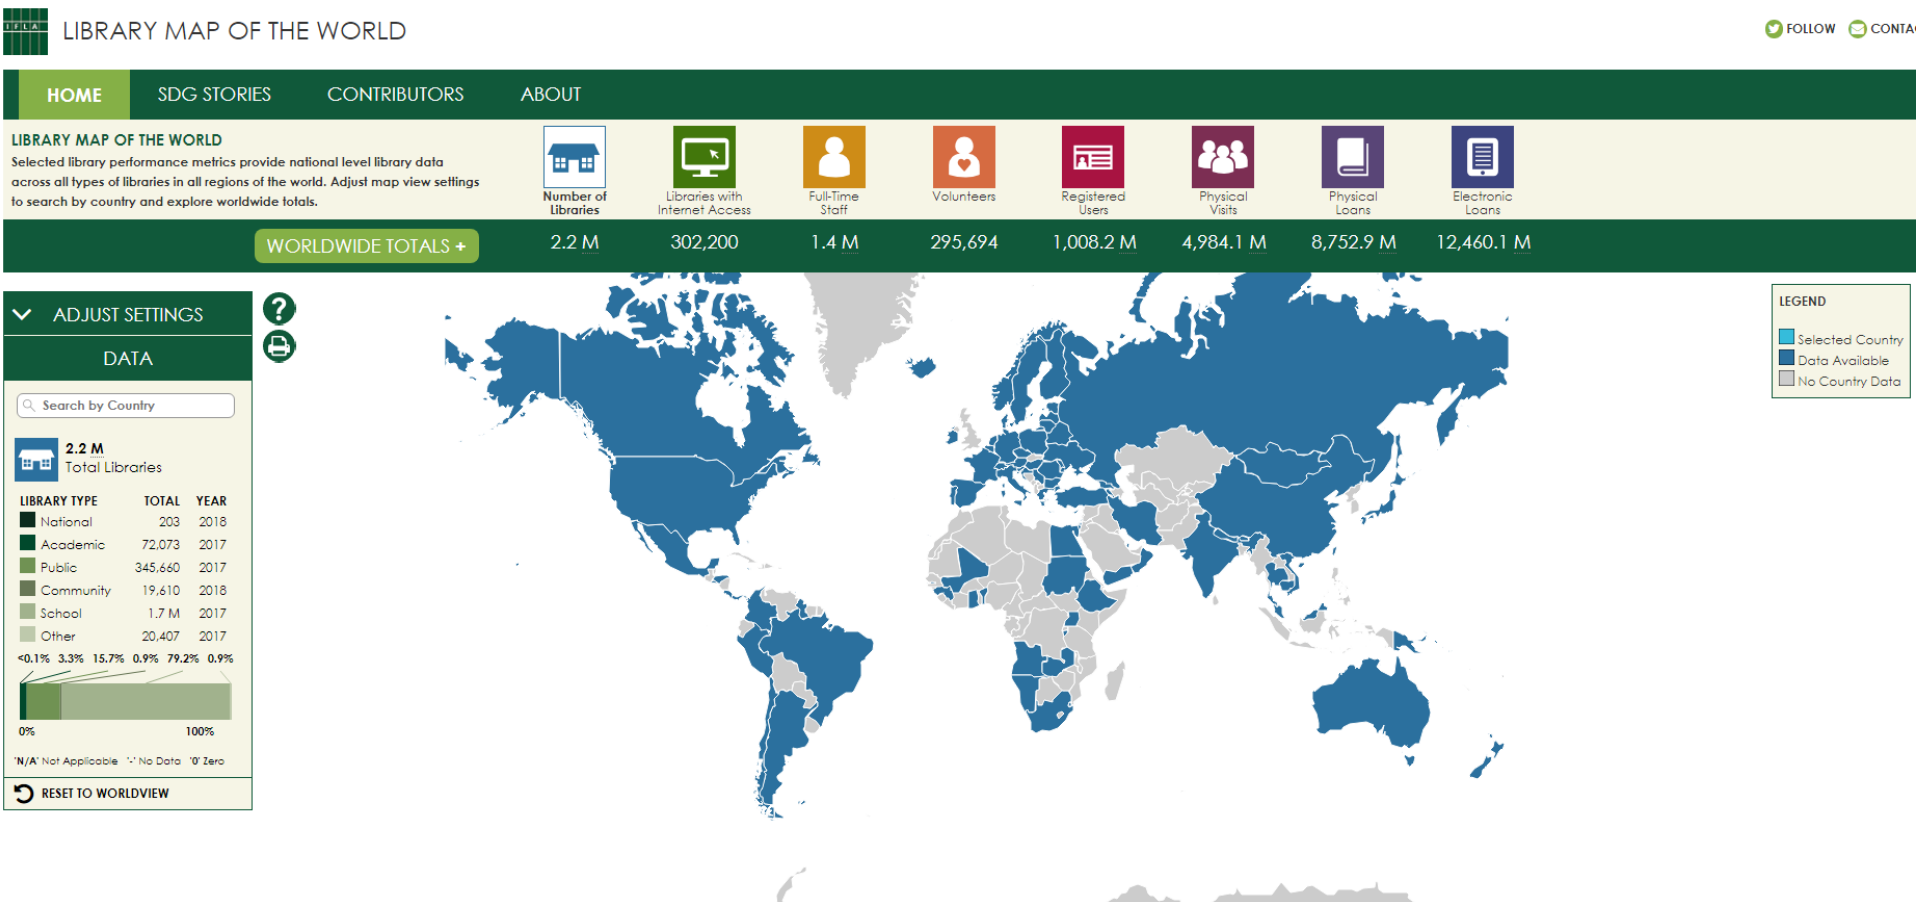 IFLA
LIBRARY MAP OF THE WORLD
FOLLOW
CONTAC
HOME SDG STORIES CONTRIBUTORS ABOUT
LIBRARY MAP OF THE WORLD
Selected library performance metrics provide national level library data
across all types of libraries in all regions of the world. Adjust map view settings
to search by country and explore worldwide totals.
Number of
Libraries
Libraries with
Internet Access
Full-Time
Staff
Volunteers
Registered
Users
Physical
Visits
Physical
Loans
Electronic
Loans
WORLDWIDE TOTALS + 2.2 M 302,200 1.4 M 295,694 1,008.2 M 4,984.1 M 8,752.9 M 12,460.1 M
ADJUST SETTINGS
?
DATA
Search by Country
2.2 M
Total Libraries
LIBRARY TYPE TOTAL YEAR
National 203 2018
Academic 72,073 2017
Public 345,660 2017
Community 19,610 2018
School 1.7 M 2017
Other 20,407 2017
<0.1% 3.3% 15.7% 0.9% 79.2% 0.9%
0% 100%
'N/A' Not Applicable '-' No Data '0' Zero
RESET TO WORLDVIEW
LEGEND
Selected Country
Data Available
No Country Data